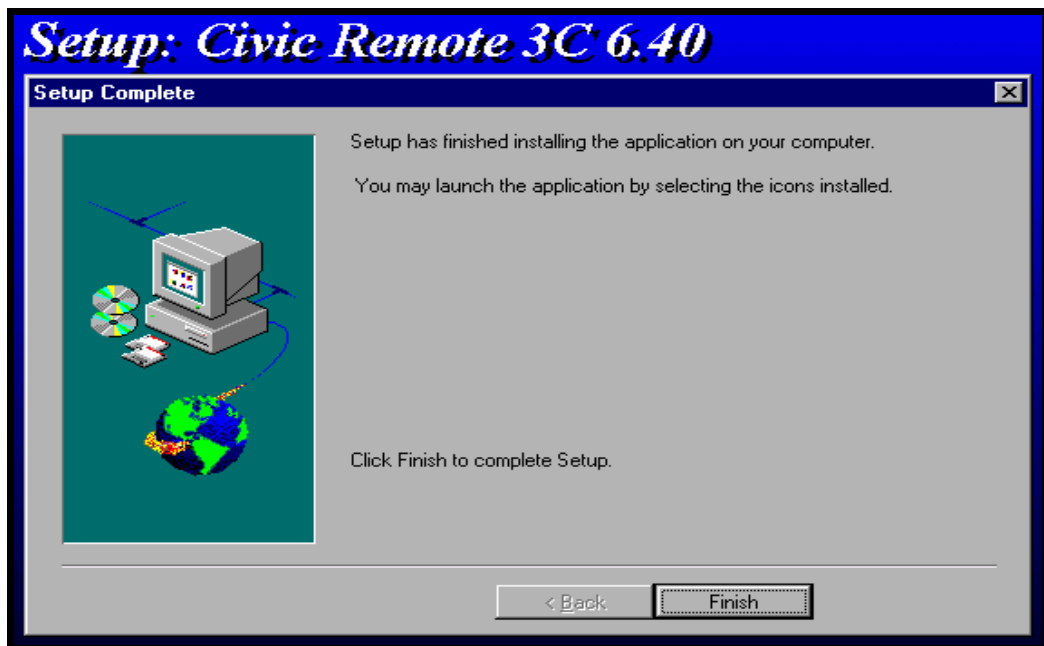 Setup: Civic Remote 3C 6.40
Setup Complete
Setup has finished installing the application on your computer.
You may launch the application by selecting the icons installed.
Click Finish to complete Setup.
< Back
Finish